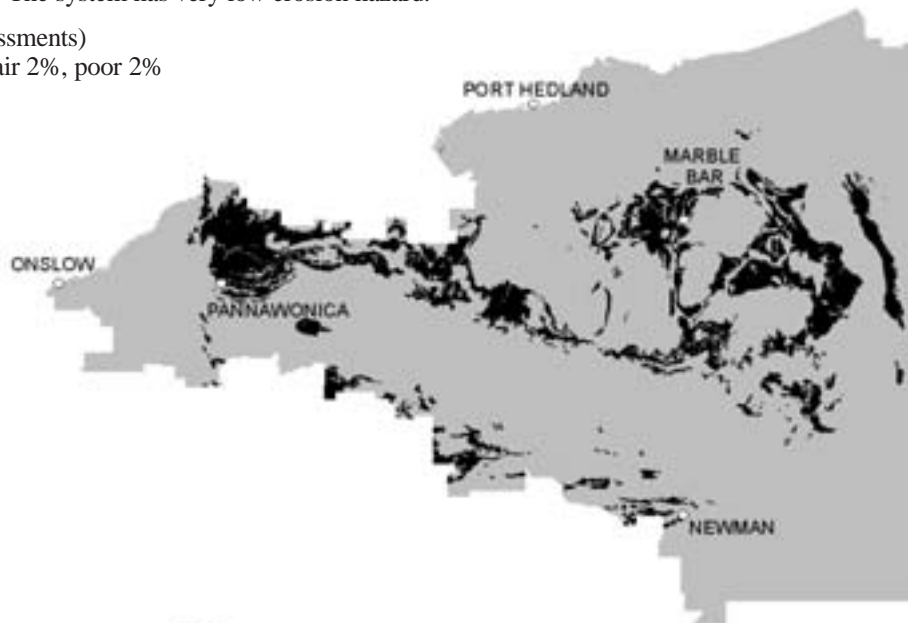 The system has very low erosion hazard.
ssments)
air 2%, poor 2%
PORT HEDLAND
MARBLE
BAR
ONSLOW
PANNAWONICA
NEWMAN